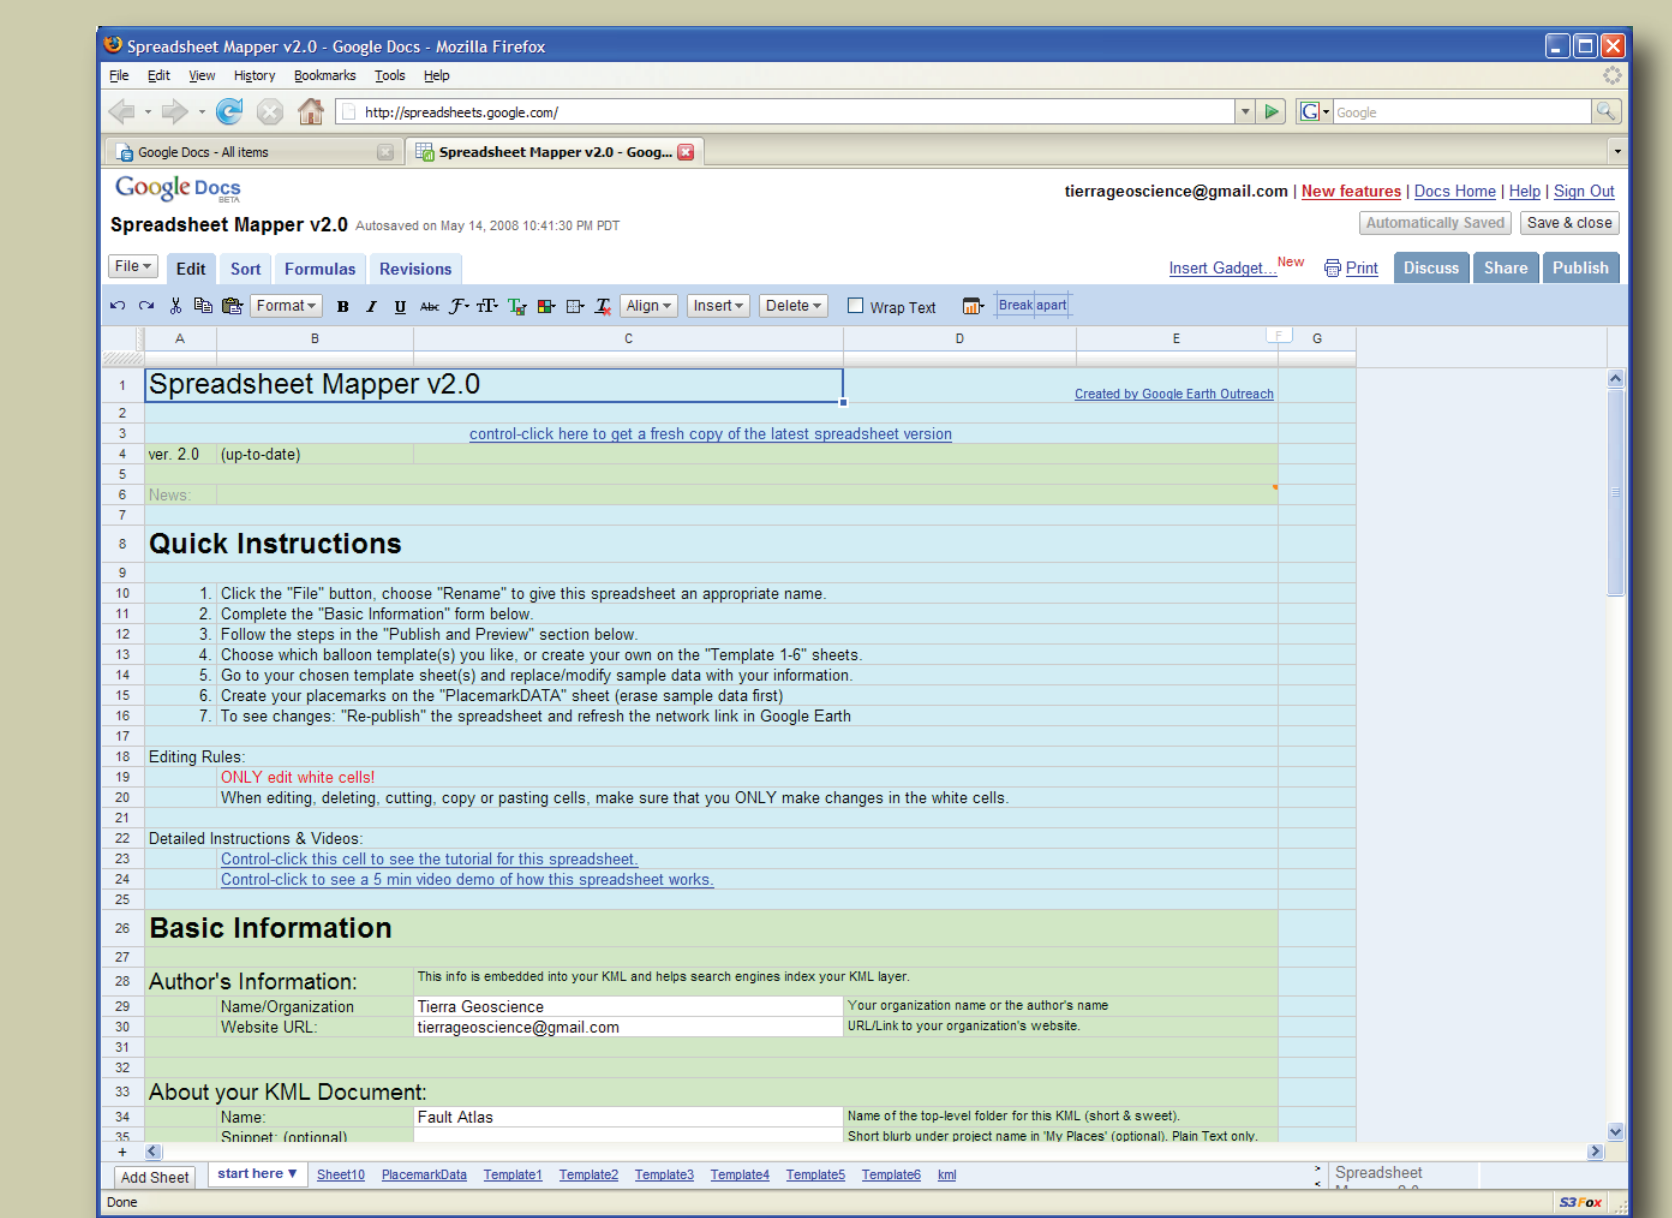 Spreadsheet Mapper v2.0 - Google Docs - Mozilla Firefox
File Edit View History Bookmarks Tools Help
http://spreadsheets.google.com/ G Google
Google Docs - All items Spreadsheet Mapper v2.0 - Goog...
Google Docs BETA
tierrageoscience@gmail.com | New features | Docs Home | Help | Sign Out
Spreadsheet Mapper v2.0 Autosaved on May 14, 2008 10:41:30 PM PDT Automatically Saved Save & close
File Edit Sort Formulas Revisions Insert Gadget... New Print Discuss Share Publish
Format B I U Abc F TT T T Align Insert Delete Wrap Text Break apart
A B C D E F G
1 Spreadsheet Mapper v2.0 Created by Google Earth Outreach
2
3 control-click here to get a fresh copy of the latest spreadsheet version
4 ver. 2.0 (up-to-date)
5
6 News:
7
8 Quick Instructions
9
10 1. Click the "File" button, choose "Rename" to give this spreadsheet an appropriate name.
11 2. Complete the "Basic Information" form below.
12 3. Follow the steps in the "Publish and Preview" section below.
13 4. Choose which balloon template(s) you like, or create your own on the "Template 1-6" sheets.
14 5. Go to your chosen template sheet(s) and replace/modify sample data with your information.
15 6. Create your placemarks on the "PlacemarkDATA" sheet (erase sample data first)
16 7. To see changes: "Re-publish" the spreadsheet and refresh the network link in Google Earth
17
18 Editing Rules:
19 ONLY edit white cells!
20 When editing, deleting, cutting, copy or pasting cells, make sure that you ONLY make changes in the white cells.
21
22 Detailed Instructions & Videos:
23 Control-click this cell to see the tutorial for this spreadsheet.
24 Control-click to see a 5 min video demo of how this spreadsheet works.
25
26 Basic Information
27
28 Author's Information: This info is embedded into your KML and helps search engines index your KML layer.
29 Name/Organization Tierra Geoscience Your organization name or the author's name
30 Website URL: tierrageoscience@gmail.com URL/Link to your organization's website.
31
32
33 About your KML Document:
34 Name: Fault Atlas Name of the top-level folder for this KML (short & sweet).
35 Snippet: (optional) Short blurb under project name in 'My Places' (optional). Plain Text only.
+
Add Sheet start here ▼ Sheet10 PlacemarkData Template1 Template2 Template3 Template4 Template5 Template6 kml > < Spreadsheet
Done S3Fox